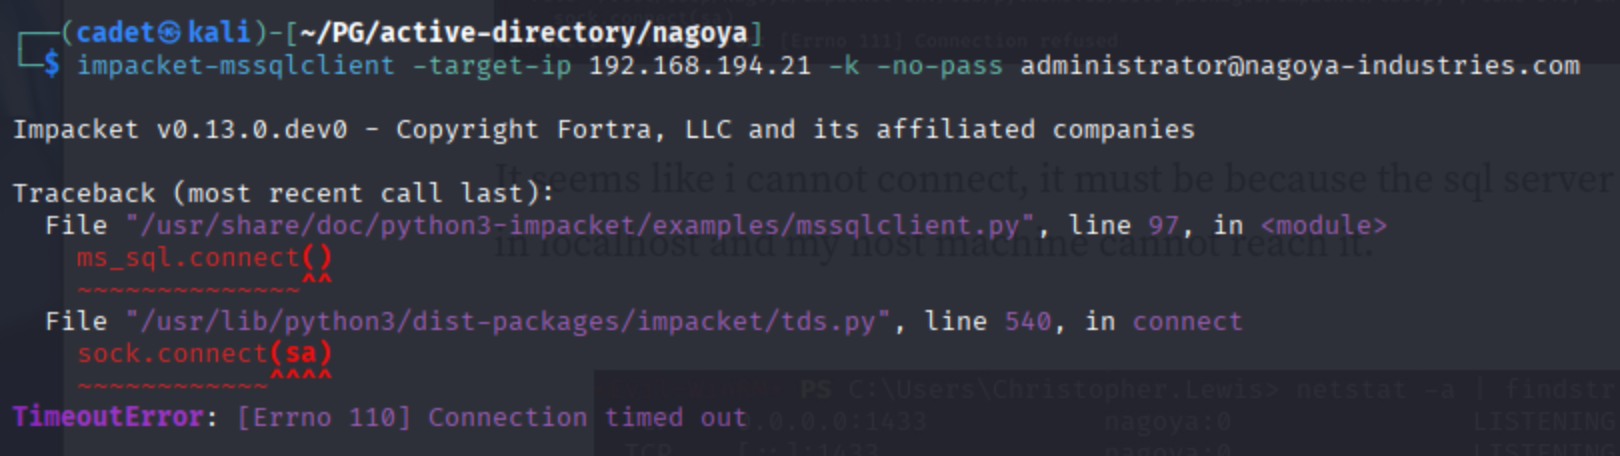 ┌──(cadet㉿kali)-[~/PG/active-directory/nagoya]
└─$ impacket-mssqlclient -target-ip 192.168.194.21 -k -no-pass administrator@nagoya-industries.com
[Errno 111] Connection refused
Impacket v0.13.0.dev0 - Copyright Fortra, LLC and its affiliated companies
It seems like i cannot connect, it must be because the sql server
Traceback (most recent call last):
File "/usr/share/doc/python3-impacket/examples/mssqlclient.py", line 97, in <module>
in localhost and my host machine cannot reach it.
ms_sql.connect()
~~~~~~~~~~~~~~^^
File "/usr/lib/python3/dist-packages/impacket/tds.py", line 540, in connect
sock.connect(sa)
~~~~~~~~~~~~^^^^
PS C:\Users\Christopher.Lewis> netstat -a | findstr
TimeoutError: [Errno 110] Connection timed out
0.0.0.0:1433 nagoya:0 LISTENING
TCP [::]:1433 nagoya:0 LISTENING